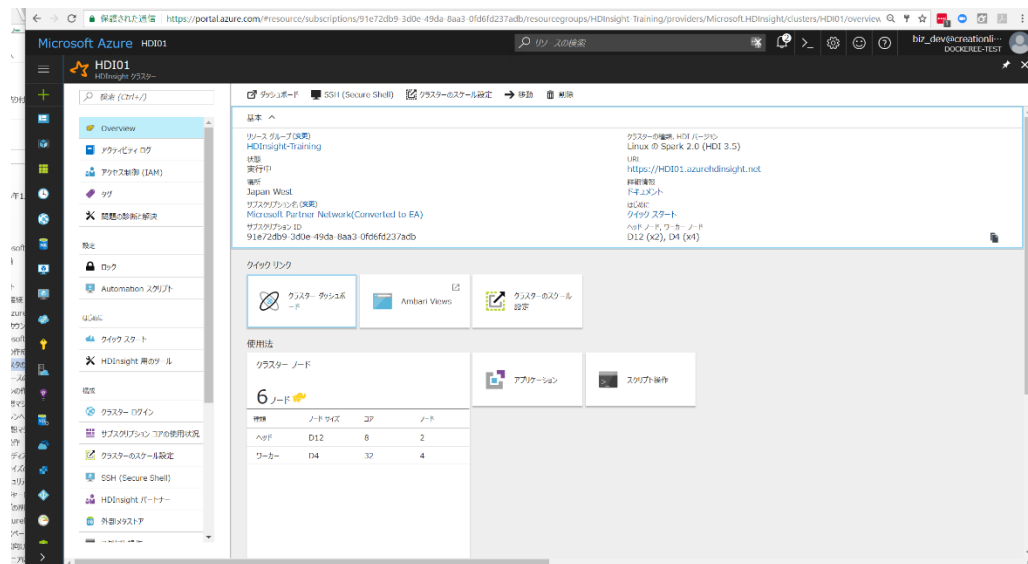 保護された通信 https://portal.azure.com/#resource/subscriptions/91e72db9-3d0e-49da-8aa3-0fd6fd237adb/resourcegroups/HDInsight-Training/providers/Microsoft.HDInsight/clusters/HDI01/overview
Microsoft Azure HDI01
リソースの検索
2
biz_dev@creationli…
DOCKEREE-TEST
HDI01
HDInsight クラスター
検索 (Ctrl+/)
ダッシュボード
SSH (Secure Shell)
クラスターのスケール設定
移動
削除
Overview
アクティビティ ログ
アクセス制御 (IAM)
タグ
問題の診断と解決
設定
ロック
Automation スクリプト
はじめに
クイック スタート
HDInsight 用のツール
構成
クラスター ログイン
サブスクリプション コアの使用状況
クラスターのスケール設定
SSH (Secure Shell)
HDInsight パートナー
外部メタストア
基本
リソース グループ (変更)
HDInsight-Training
状態
実行中
場所
Japan West
サブスクリプション名 (変更)
Microsoft Partner Network(Converted to EA)
サブスクリプション ID
91e72db9-3d0e-49da-8aa3-0fd6fd237adb
クラスターの種類, HDI バージョン
Linux の Spark 2.0 (HDI 3.5)
URL
https://HDI01.azurehdinsight.net
詳細情報
ドキュメント
はじめに
クイック スタート
ヘッド ノード, ワーカー ノード
D12 (x2), D4 (x4)
クイック リンク
クラスター ダッシュボ
ード
Ambari Views
クラスターのスケール
設定
使用法
クラスター ノード
6 ノード
種類 ノード サイズ コア ノード
ヘッド D12 8 2
ワーカー D4 32 4
アプリケーション
スクリプト操作